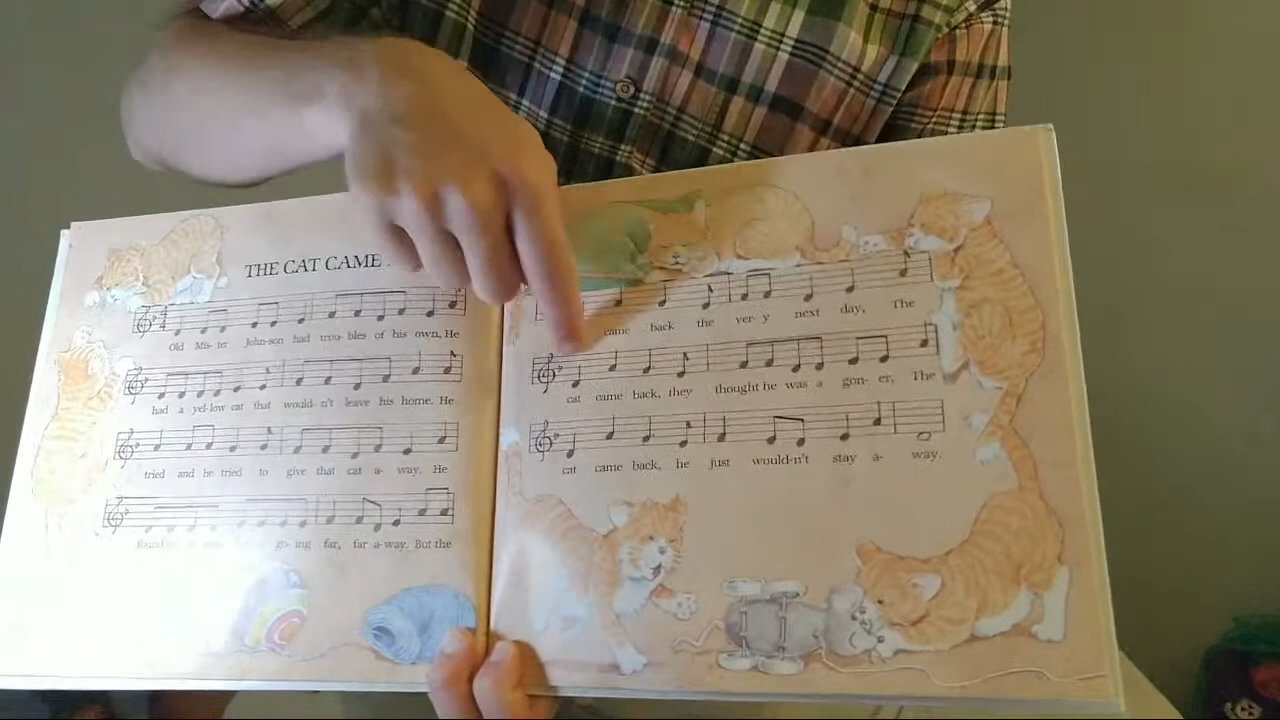 THE CAT CAME
Old Mis- ter John-son had trou- bles of his own, He
had a yel-low cat that would- n't leave his home. He
tried and he tried to give that cat a- way, He
found go- ing far, far a-way. But the
came back the ver- y next day, The
cat came back, they thought he was a gon- er, The
cat came back, he just would-n't stay a- way.